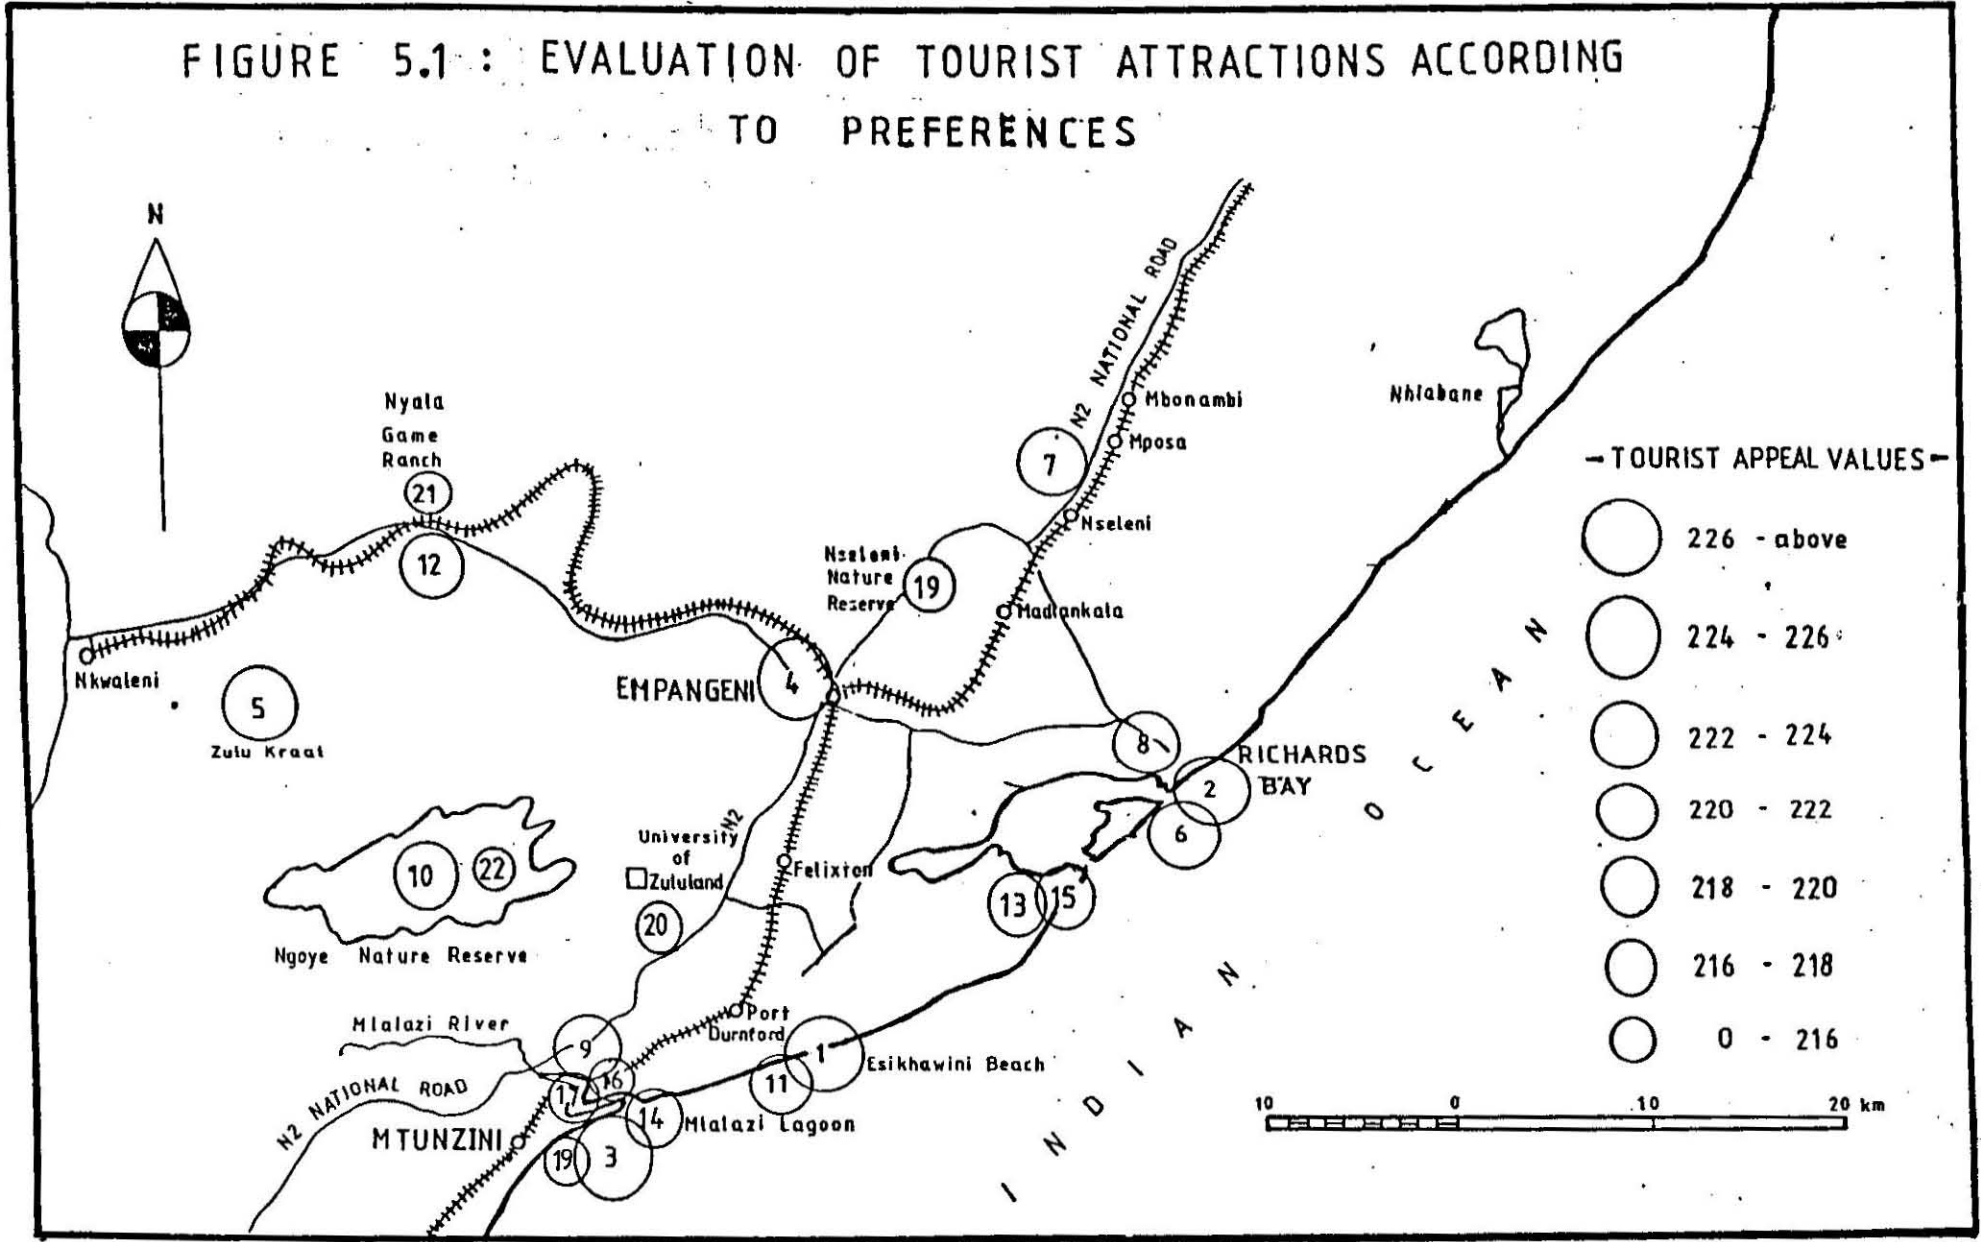 FIGURE 5.1 : EVALUATION OF TOURIST ATTRACTIONS ACCORDING
TO PREFERENCES
N
N2 NATIONAL ROAD
Nyala
Game
Ranch
21
12
Mbonambi
Mposa
7
Nseleni
Nhlabane
- TOURIST APPEAL VALUES -
226 - above
224 - 226
222 - 224
220 - 222
218 - 220
216 - 218
0 - 216
Nseleni
Nature
Reserve
19
Madlankala
Nkwaleni
5
Zulu Kraal
EMPANGENI
4
8
RICHARDS
BAY
2
6
N2
University
of
Zululand
Felixton
20
10
22
Ngoye Nature Reserve
13
15
INDIAN OCEAN
Port
Durnford
Mlalazi River
9
1
Esikhawini Beach
11
16
17
N2 NATIONAL ROAD
14
Mlalazi Lagoon
MTUNZINI
19
3
10 0 10 20 km